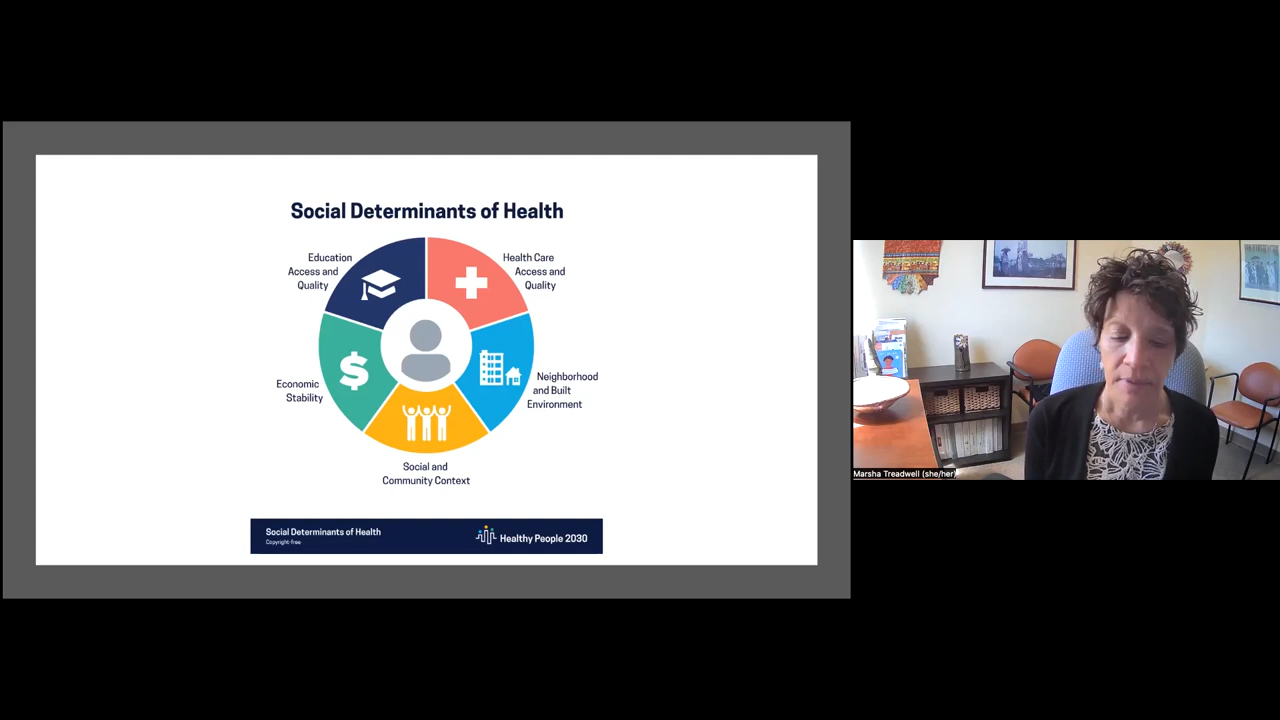 Social Determinants of Health
Education
Access and
Quality
Health Care
Access and
Quality
Economic
Stability
Neighborhood
and Built
Environment
Social and
Community Context
Social Determinants of Health
Copyright-free
Healthy People 2030
Marsha Treadwell (she/her)